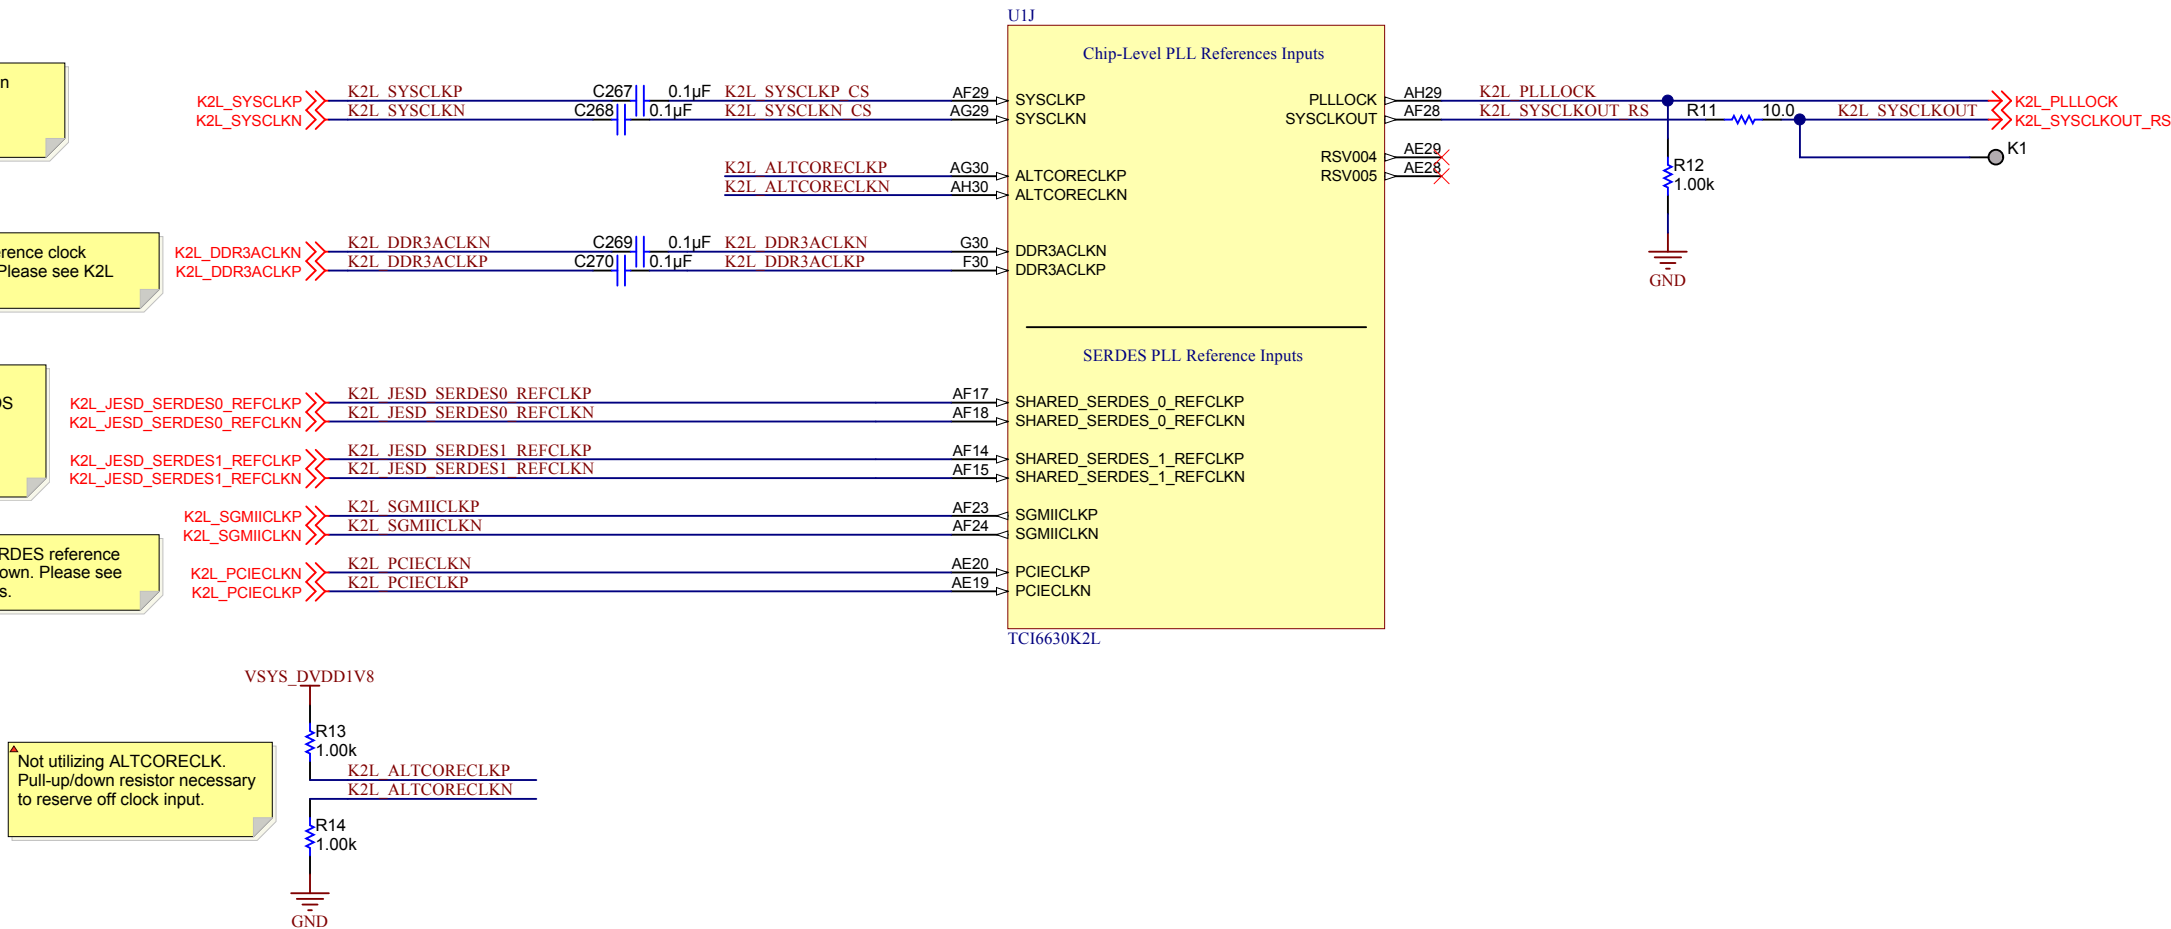 U1J
Chip-Level PLL References Inputs
n
K2L_SYSCLKP K2L_SYSCLKP C267 0.1µF K2L_SYSCLKP_CS AF29 SYSCLKP PLLLOCK AH29 K2L_PLLLOCK K2L_PLLLOCK
K2L_SYSCLKN K2L_SYSCLKN C268 0.1µF K2L_SYSCLKN_CS AG29 SYSCLKN SYSCLKOUT AF28 K2L_SYSCLKOUT_RS R11 10.0 K2L_SYSCLKOUT K2L_SYSCLKOUT_RS
RSV004 AE29 K1
K2L_ALTCORECLKP AG30 ALTCORECLKP RSV005 AE28 R12
K2L_ALTCORECLKN AH30 ALTCORECLKN 1.00k
erence clock
K2L_DDR3ACLKN K2L_DDR3ACLKN C269 0.1µF K2L_DDR3ACLKN G30 DDR3ACLKN
Please see K2L
K2L_DDR3ACLKP K2L_DDR3ACLKP C270 0.1µF K2L_DDR3ACLKP F30 DDR3ACLKP
GND
SERDES PLL Reference Inputs
OS
K2L_JESD_SERDES0_REFCLKP K2L_JESD_SERDES0_REFCLKP AF17 SHARED_SERDES_0_REFCLKP
K2L_JESD_SERDES0_REFCLKN K2L_JESD_SERDES0_REFCLKN AF18 SHARED_SERDES_0_REFCLKN
K2L_JESD_SERDES1_REFCLKP K2L_JESD_SERDES1_REFCLKP AF14 SHARED_SERDES_1_REFCLKP
K2L_JESD_SERDES1_REFCLKN K2L_JESD_SERDES1_REFCLKN AF15 SHARED_SERDES_1_REFCLKN
K2L_SGMIICLKP K2L_SGMIICLKP AF23 SGMIICLKP
K2L_SGMIICLKN K2L_SGMIICLKN AF24 SGMIICLKN
RDES reference
own. Please see
s.
K2L_PCIECLKN K2L_PCIECLKN AE20 PCIECLKP
K2L_PCIECLKP K2L_PCIECLKP AE19 PCIECLKN
TCI6630K2L
VSYS_DVDD1V8
R13
1.00k
Not utilizing ALTCORECLK.
Pull-up/down resistor necessary
to reserve off clock input.
K2L_ALTCORECLKP
K2L_ALTCORECLKN
R14
1.00k
GND